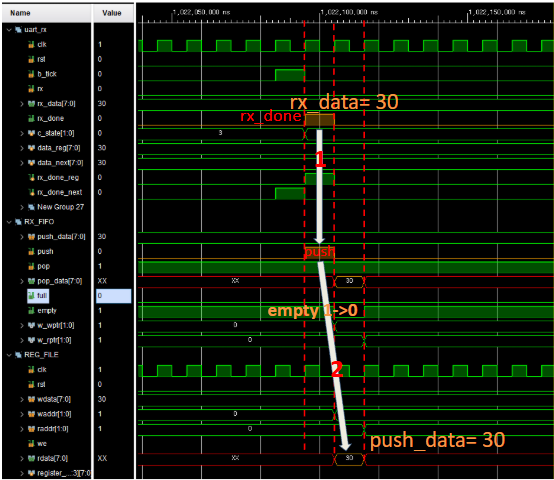 Name Value
1,022,050,000 ns 1,022,100,000 ns 1,022,150,000 ns
uart_rx
clk 1
rst 0
b_tick 0
rx 0
rx_data[7:0] 30
rx_data= 30
rx_done 0
rx_done
c_state[1:0] 0 3
data_reg[7:0] 30
data_next[7:0] 30
1
rx_done_reg 0
rx_done_next 0
New Group 27
RX_FIFO
push_data[7:0] 30
push 0
push
pop 1
pop_data[7:0] XX XX 30
full 0
empty 1
empty 1->0
w_wptr[1:0] 1 0
w_rptr[1:0] 1 0
REG_FILE
clk 1
2
rst 0
wdata[7:0] 30
waddr[1:0] 1 0
raddr[1:0] 1 0
we 0
push_data= 30
rdata[7:0] XX XX 30
register_...3][7:0]